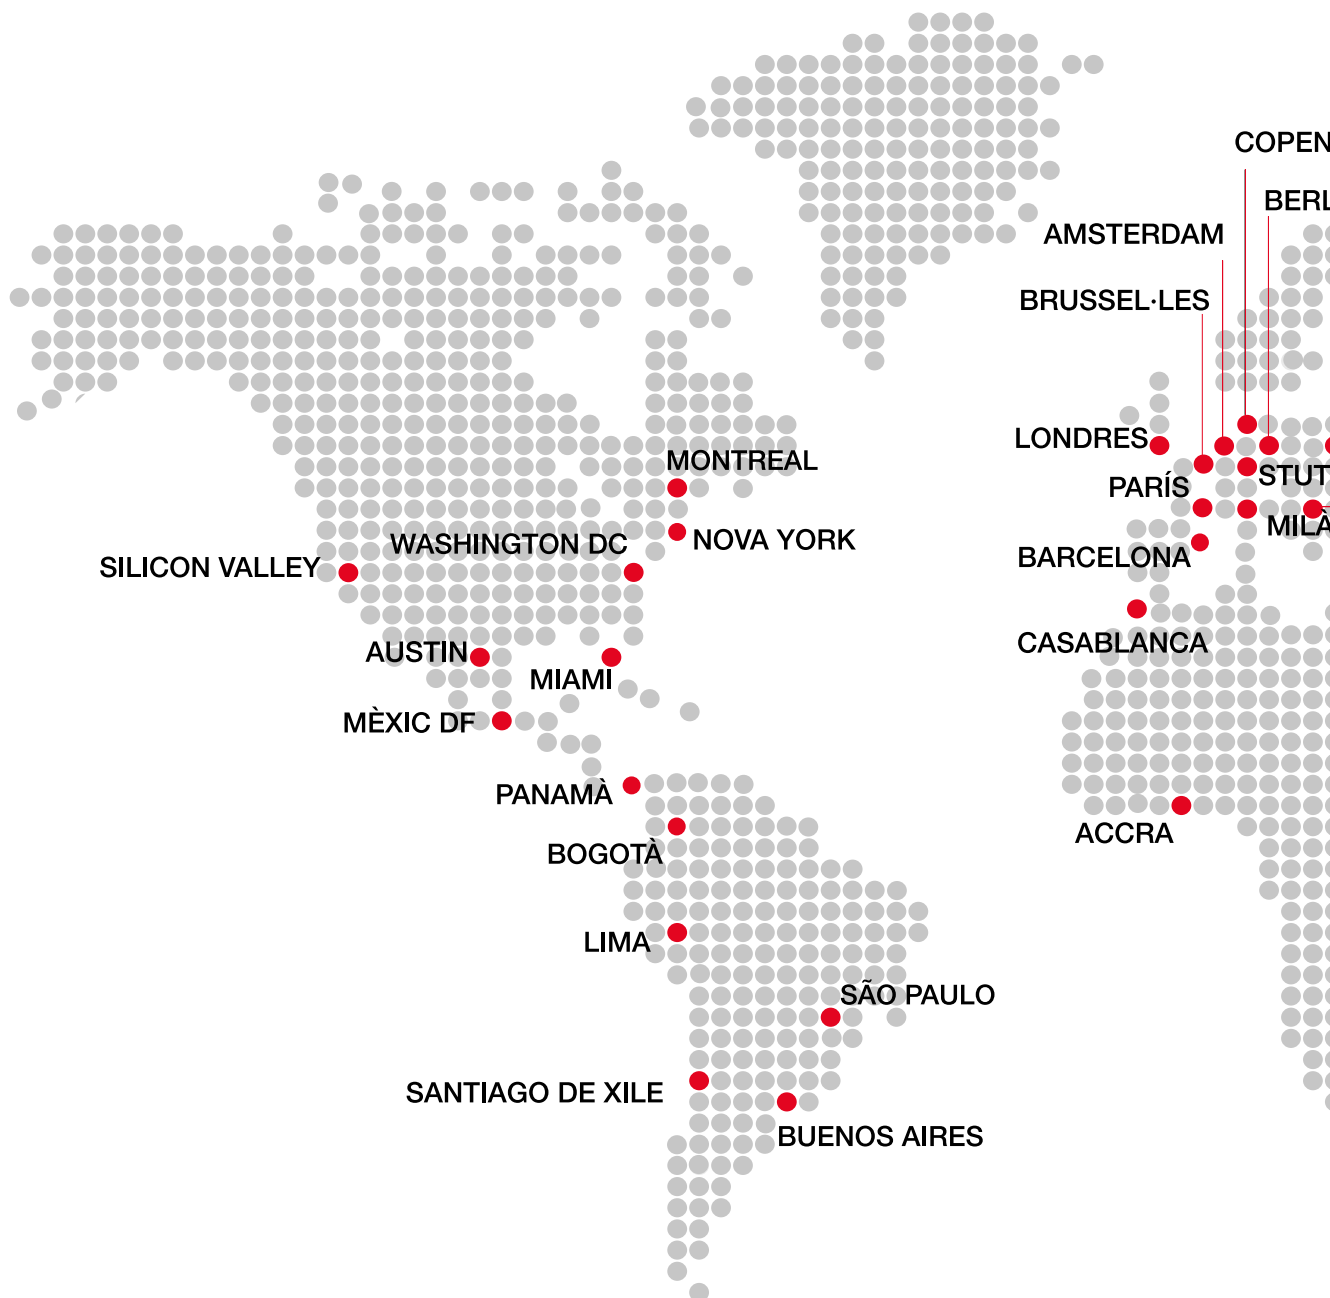 COPEN
BERL
AMSTERDAM
BRUSSEL·LES
LONDRES
MONTREAL
STUT
PARÍS
MILÀ
NOVA YORK
WASHINGTON DC
BARCELONA
SILICON VALLEY
CASABLANCA
AUSTIN
MIAMI
MÈXIC DF
PANAMÀ
ACCRA
BOGOTÀ
LIMA
SÃO PAULO
SANTIAGO DE XILE
BUENOS AIRES